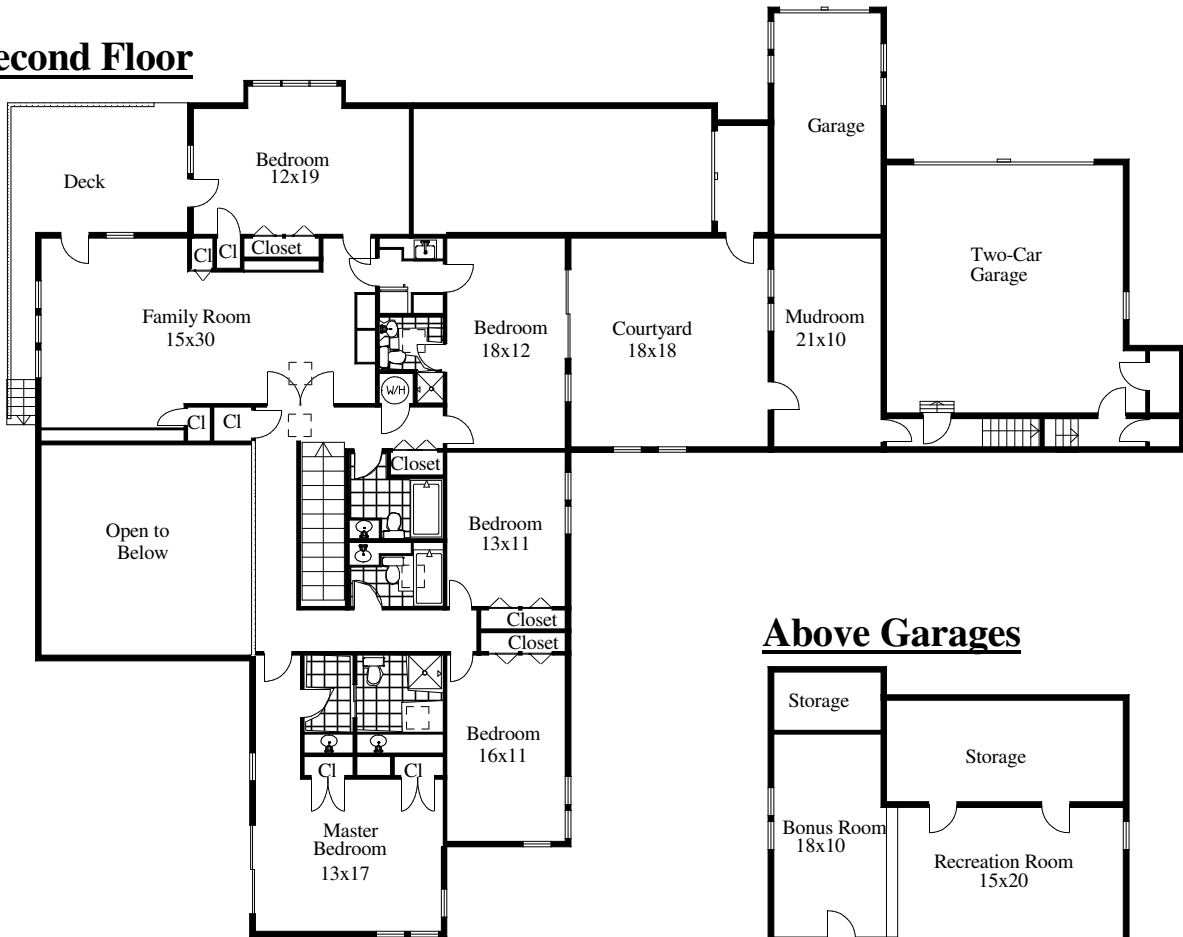 econd Floor
Garage
Bedroom
12x19
Deck
Cl
Cl
Closet
Two-Car
Garage
Family Room
15x30
Bedroom
18x12
Courtyard
18x18
Mudroom
21x10
W/H
Cl
Cl
Closet
Open to
Below
Bedroom
13x11
Closet
Closet
Above Garages
Storage
Bedroom
16x11
Storage
Cl
Cl
Master
Bedroom
13x17
Bonus Room
18x10
Recreation Room
15x20